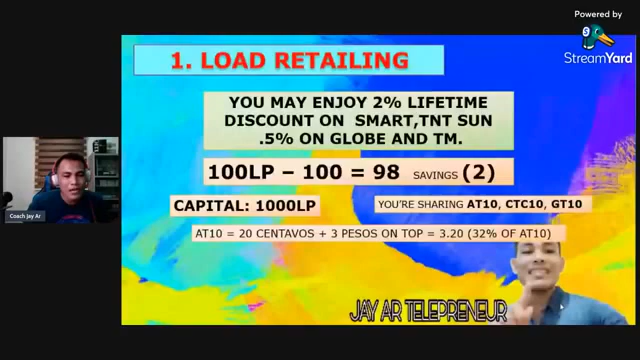 Powered by
StreamYard
1. LOAD RETAILING
YOU MAY ENJOY 2% LIFETIME
DISCOUNT ON SMART,TNT SUN
.5% ON GLOBE AND TM.
100LP – 100 = 98 SAVINGS (2)
CAPITAL: 1000LP
YOU'RE SHARING AT10, CTC10, GT10
AT10 = 20 CENTAVOS + 3 PESOS ON TOP = 3.20 (32% OF AT10)
Coach Jay Ar
JAY AR TELEPRENEUR